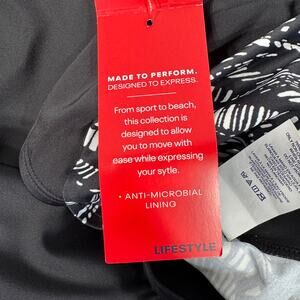 MADE TO PERFORM.
DESIGNED TO EXPRESS.
From sport to beach,
this collection is
designed to allow
you to move with
ease while expressing
your sytle.
• ANTI-MICROBIAL
LINING
LIFESTYLE